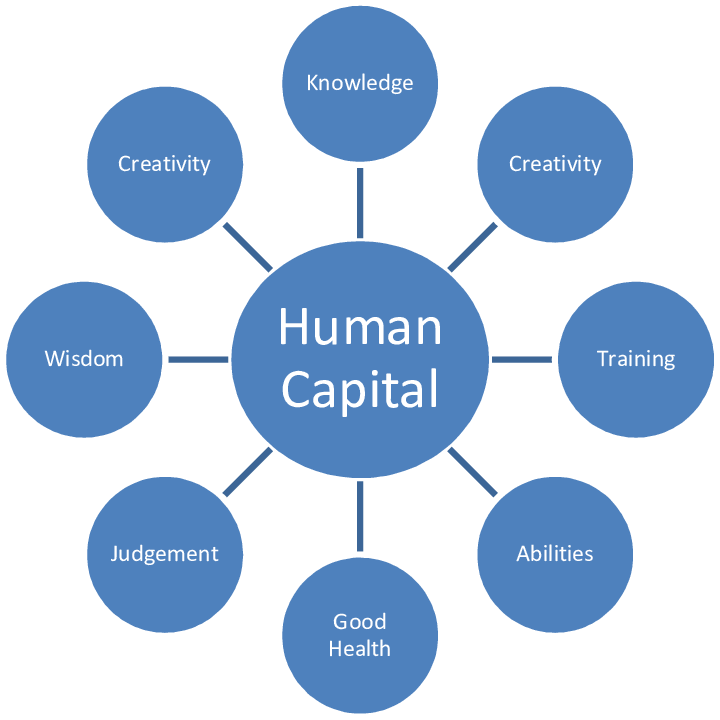 Knowledge
Creativity
Creativity
Human
Capital
Wisdom
Training
Judgement
Abilities
Good
Health